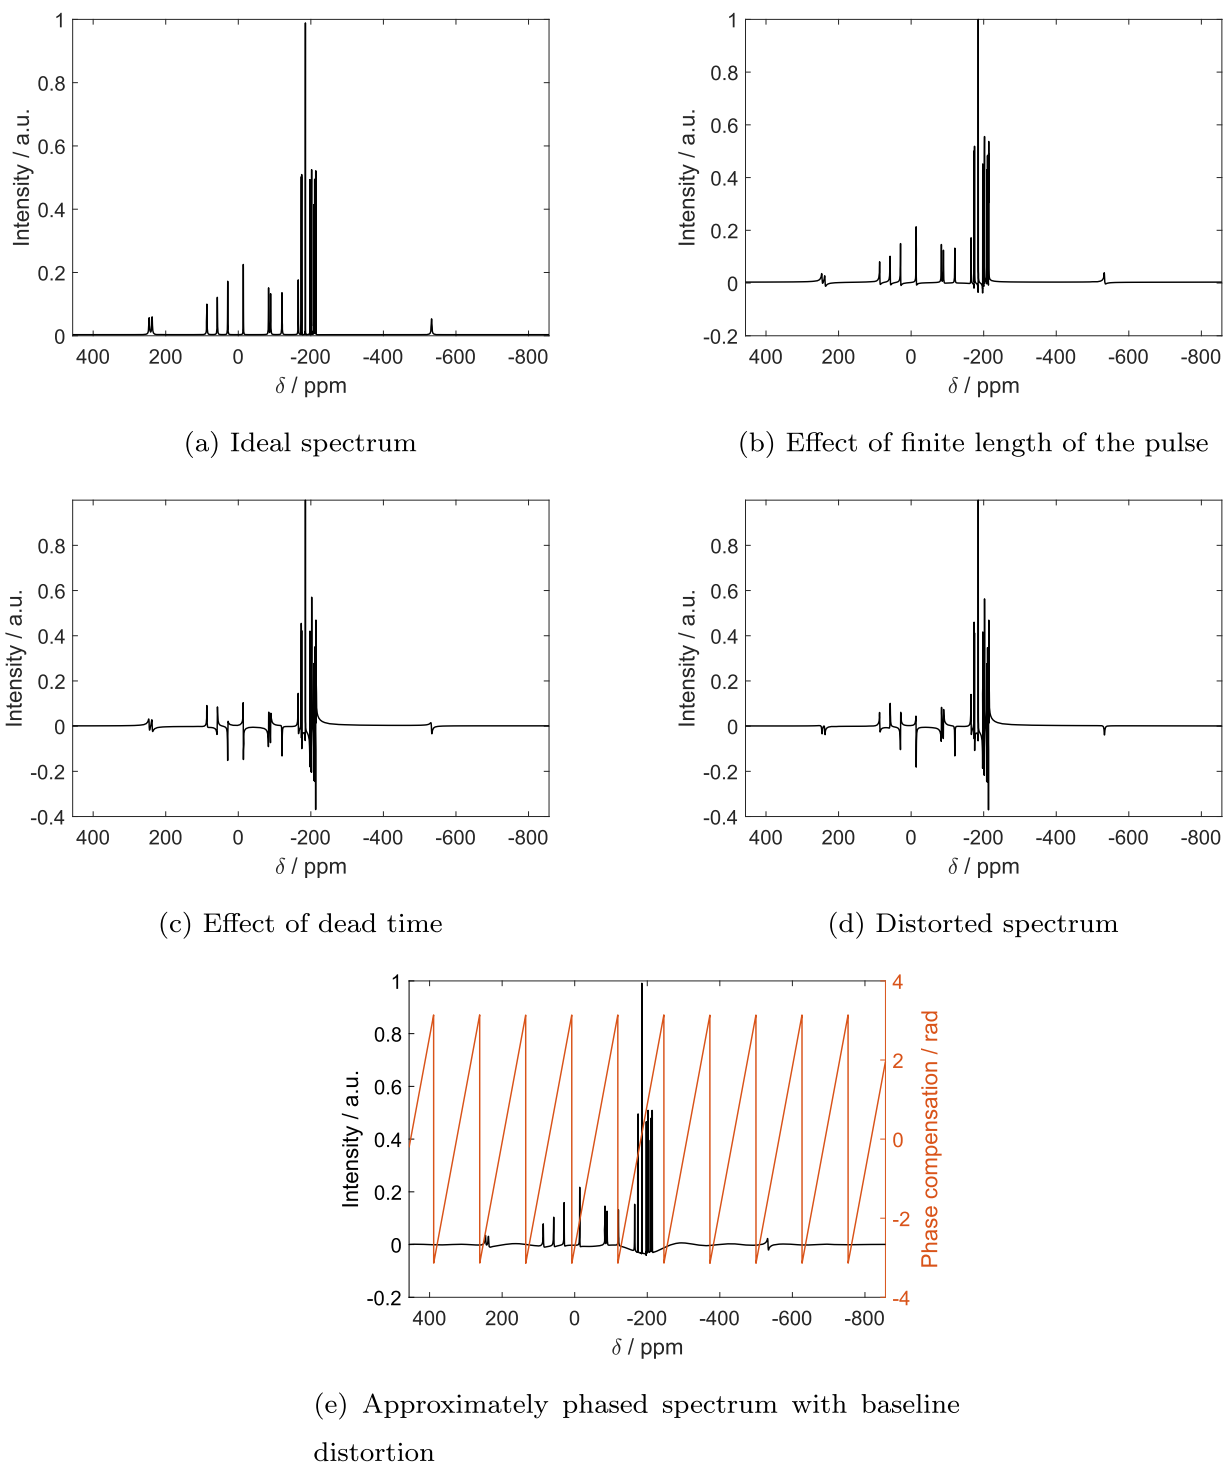 1
0.8
0.6
0.4
0.2
0
400 200 0 -200 -400 -600 -800
δ / ppm
Intensity / a.u.
(a) Ideal spectrum
1
0.8
0.6
0.4
0.2
0
-0.2
400 200 0 -200 -400 -600 -800
δ / ppm
Intensity / a.u.
(b) Effect of finite length of the pulse
0.8
0.6
0.4
0.2
0
-0.2
-0.4
400 200 0 -200 -400 -600 -800
δ / ppm
Intensity / a.u.
(c) Effect of dead time
0.8
0.6
0.4
0.2
0
-0.2
-0.4
400 200 0 -200 -400 -600 -800
δ / ppm
Intensity / a.u.
(d) Distorted spectrum
1
0.8
0.6
0.4
0.2
0
-0.2
400 200 0 -200 -400 -600 -800
δ / ppm
Intensity / a.u.
4
2
0
-2
-4
Phase compensation / rad
(e) Approximately phased spectrum with baseline
distortion